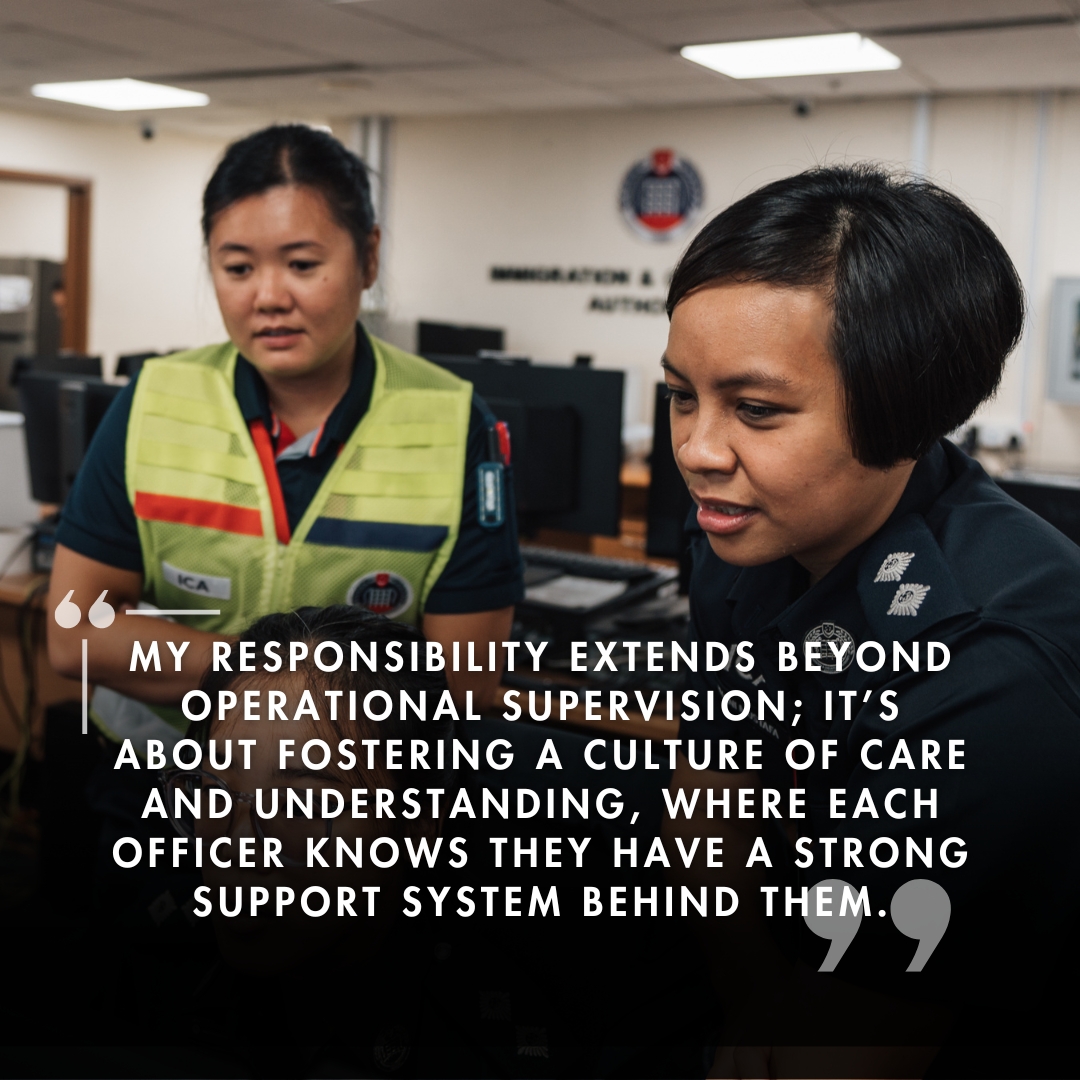 IMMIGRATION &
ICA
“
MY RESPONSIBILITY EXTENDS BEYOND
OPERATIONAL SUPERVISION; IT’S
ABOUT FOSTERING A CULTURE OF CARE
AND UNDERSTANDING, WHERE EACH
OFFICER KNOWS THEY HAVE A STRONG
SUPPORT SYSTEM BEHIND THEM.
”